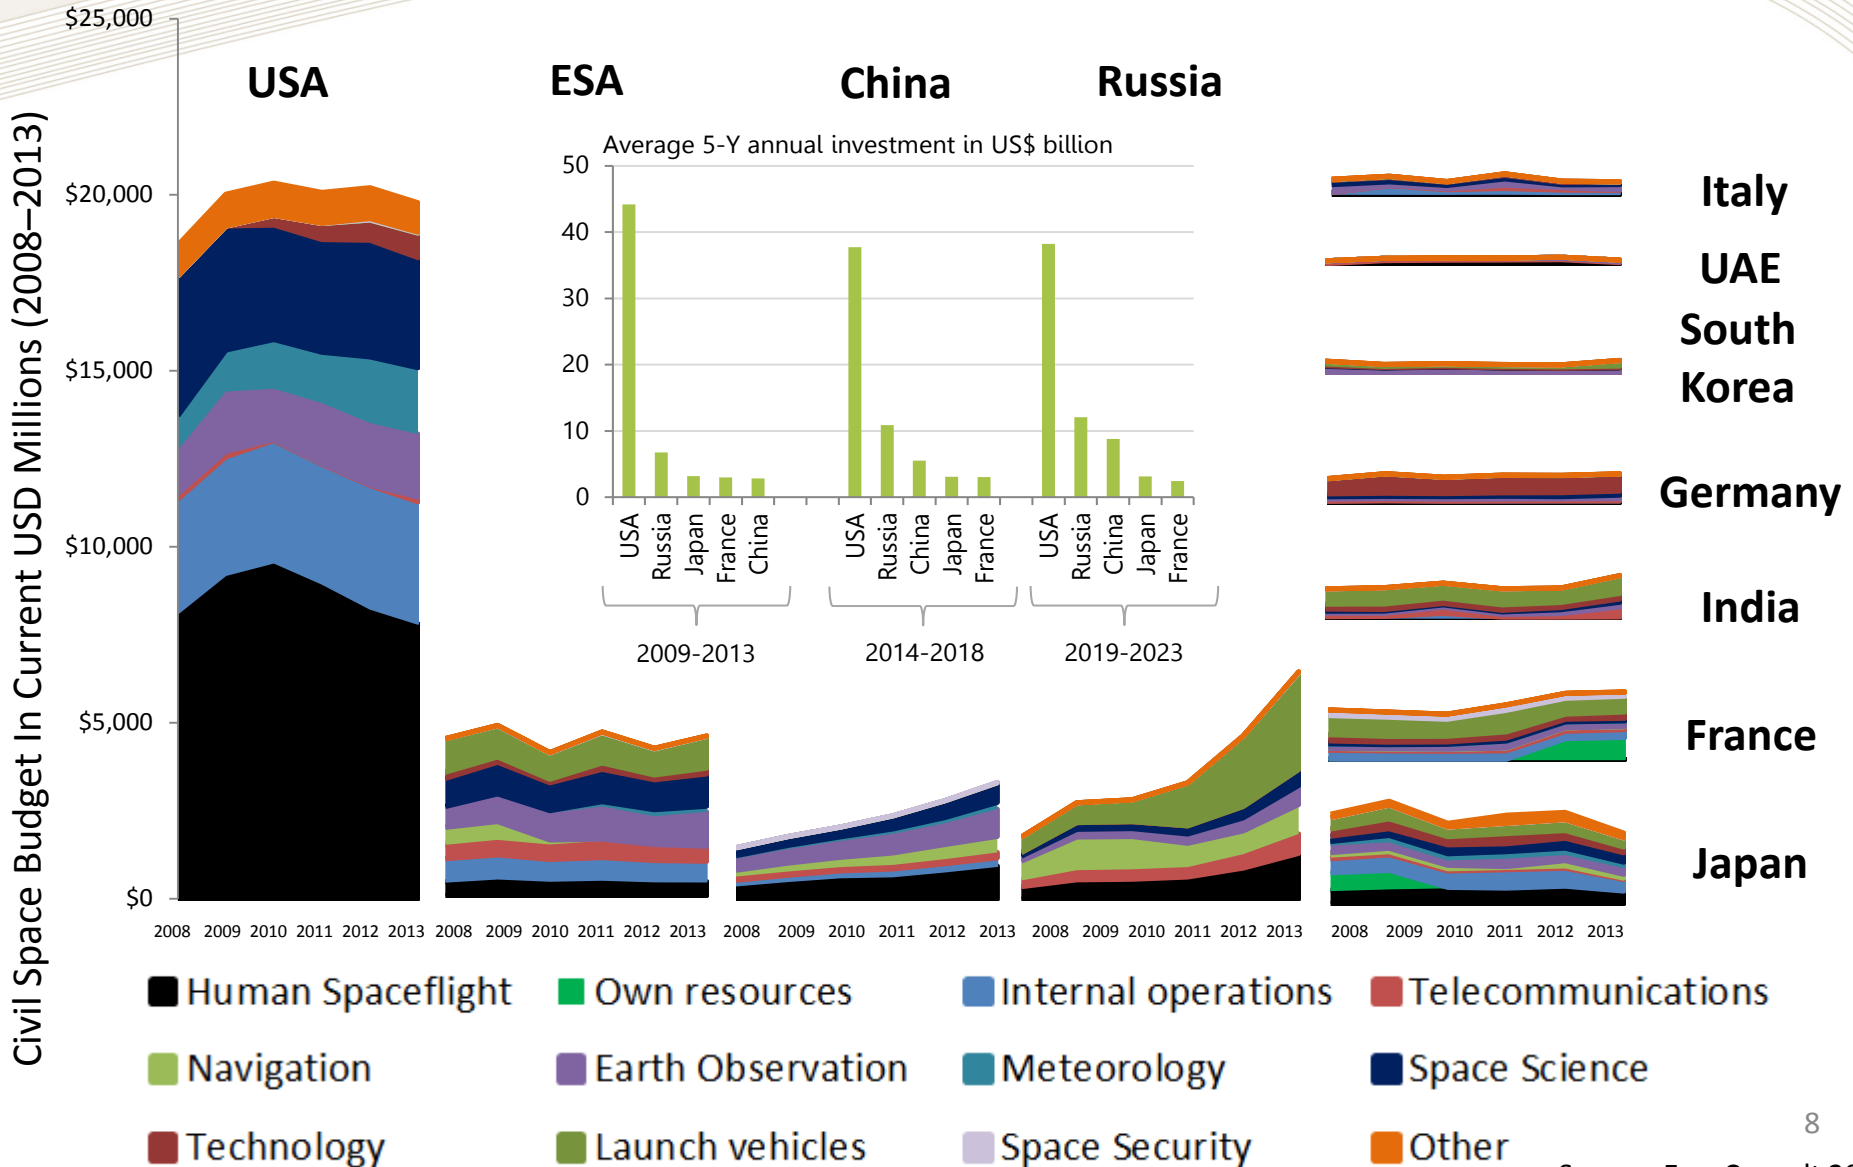 $25,000
USA
ESA
China
Russia
Average 5-Y annual investment in US$ billion
50
40
30
20
10
0
USA
Russia
Japan
France
China
USA
Russia
China
Japan
France
USA
Russia
China
Japan
France
2009-2013
2014-2018
2019-2023
Civil Space Budget In Current USD Millions (2008–2013)
$20,000
$15,000
$10,000
$5,000
$0
Italy
UAE
South
Korea
Germany
India
France
Japan
2008 2009 2010 2011 2012 2013
2008 2009 2010 2011 2012 2013
2008 2009 2010 2011 2012 2013
2008 2009 2010 2011 2012 2013
2008 2009 2010 2011 2012 2013
Human Spaceflight
Own resources
Internal operations
Telecommunications
Navigation
Earth Observation
Meteorology
Space Science
Technology
Launch vehicles
Space Security
Other
8